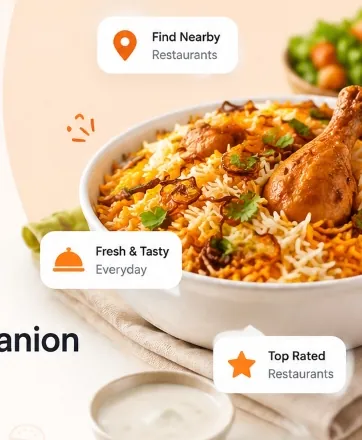 Find Nearby
Restaurants
Fresh & Tasty
Everyday
anion
Top Rated
Restaurants